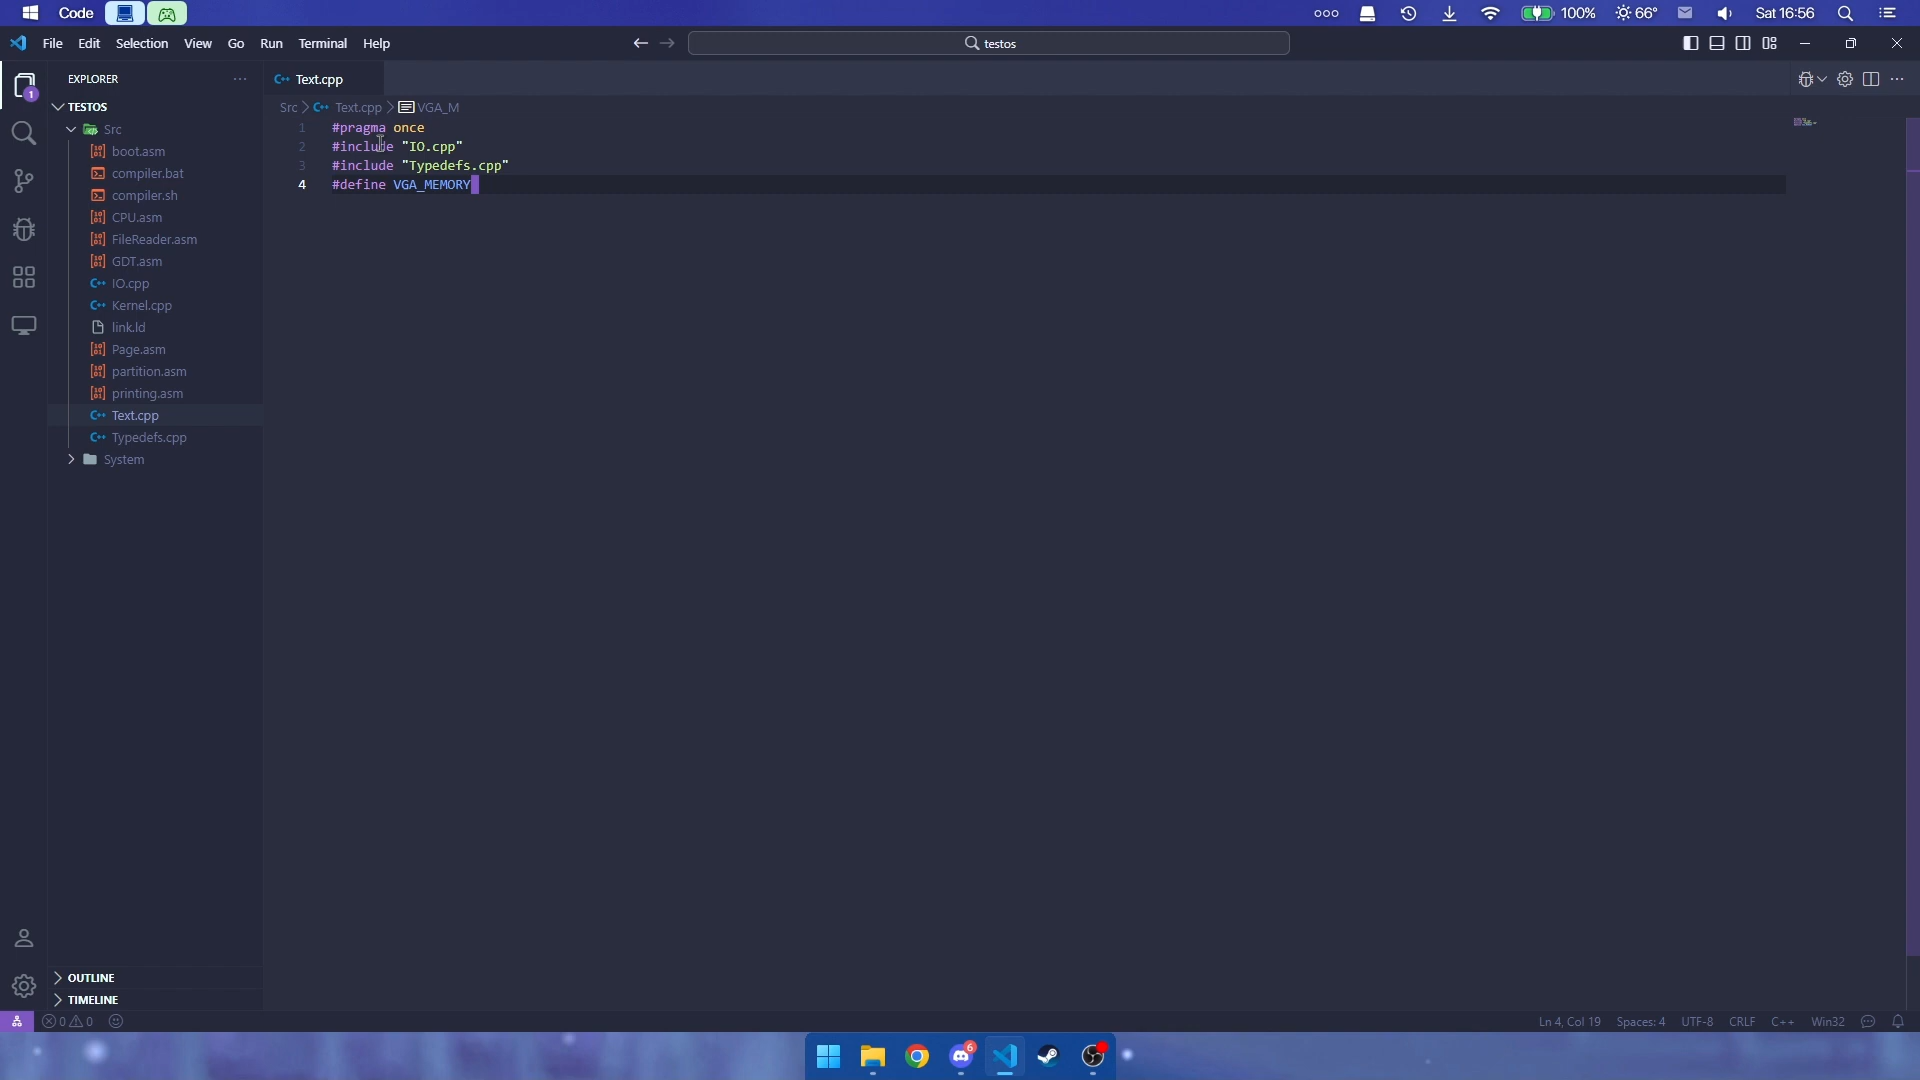 Code
100%
66°
Sat 16:56
File Edit Selection View Go Run Terminal Help
testos
EXPLORER
TESTOS
Src
boot.asm
compiler.bat
compiler.sh
CPU.asm
FileReader.asm
GDT.asm
IO.cpp
Kernel.cpp
link.ld
Page.asm
partition.asm
printing.asm
Text.cpp
Typedefs.cpp
System
OUTLINE
TIMELINE
1
Text.cpp
Src > Text.cpp > VGA_M
1 #pragma once
2 #include "IO.cpp"
3 #include "Typedefs.cpp"
4 #define VGA_MEMORY
0 0
Ln 4, Col 19 Spaces: 4 UTF-8 CRLF C++ Win32
6